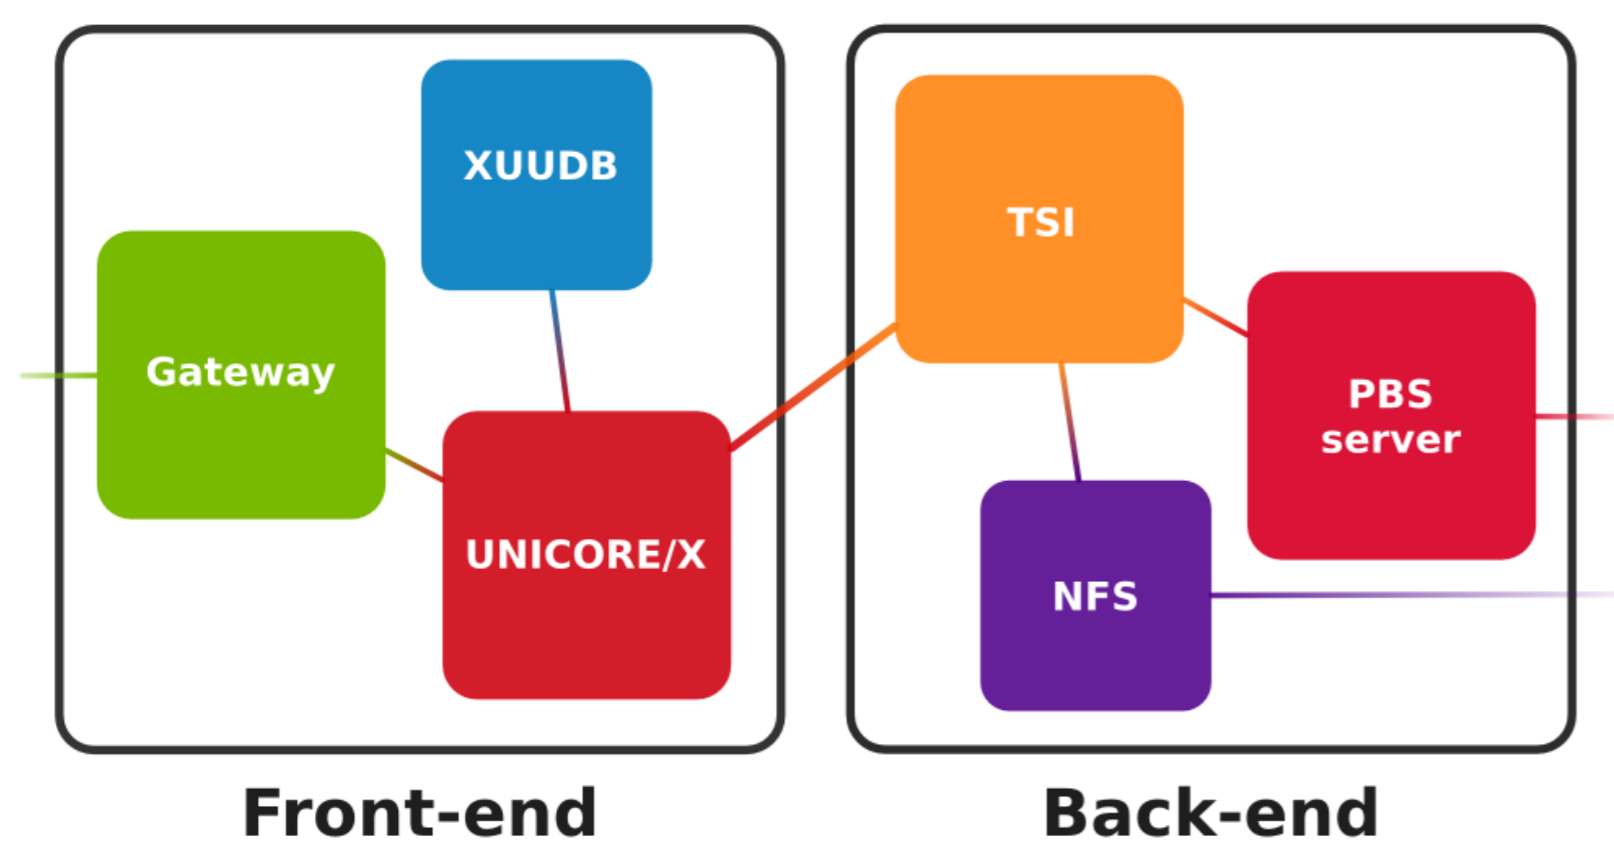 XUUDB
Gateway
UNICORE/X
TSI
PBS
server
NFS
Front-end
Back-end